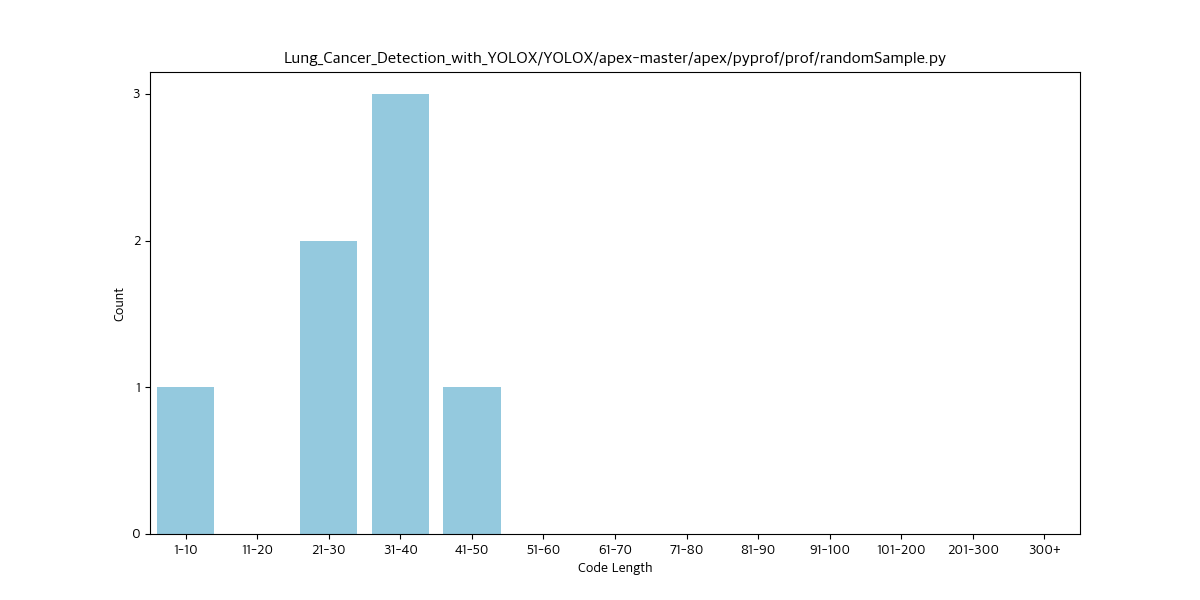 Lung_Cancer_Detection_with_YOLOX/YOLOX/apex-master/apex/pyprof/prof/randomSample.py
3
2
1
0
Count
1-10 11-20 21-30 31-40 41-50 51-60 61-70 71-80 81-90 91-100 101-200 201-300 300+
Code Length